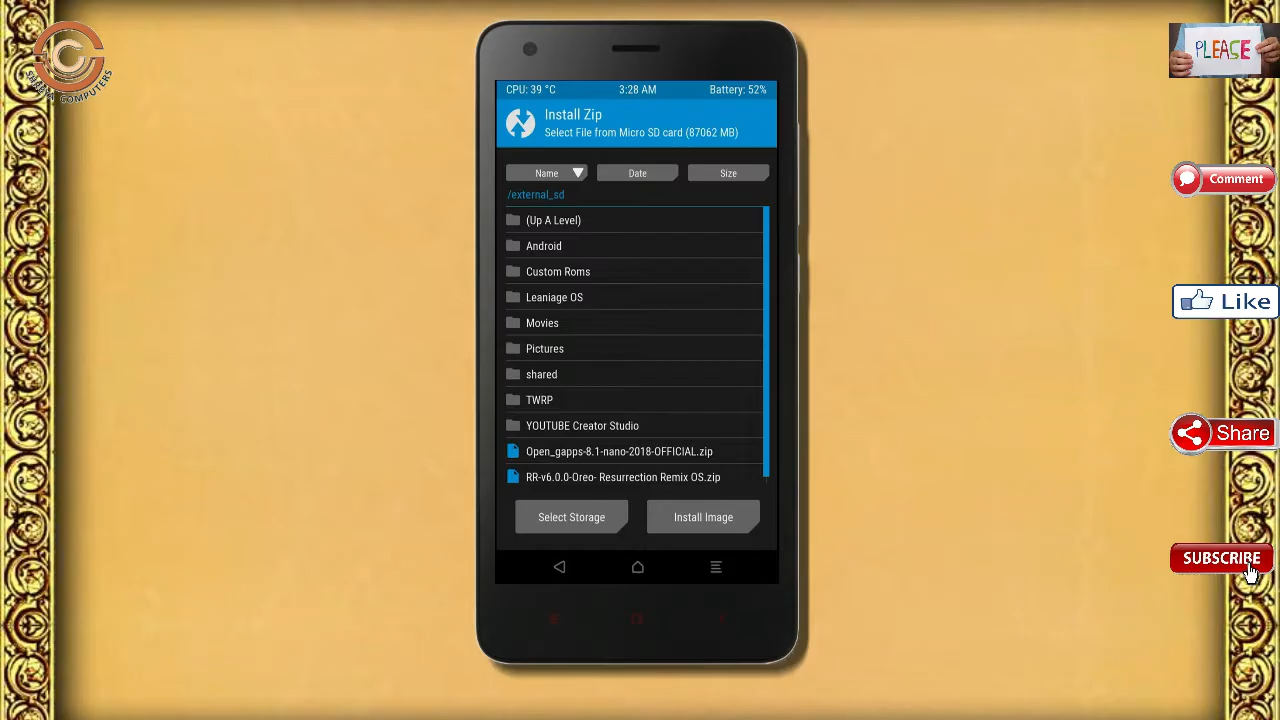 SHARMA COMPUTERS
CPU: 39 °C 3:28 AM Battery: 52%
Install Zip
Select File from Micro SD card (87062 MB)
Name Date Size
/external_sd
(Up A Level)
Android
Custom Roms
Leaniage OS
Movies
Pictures
shared
TWRP
YOUTUBE Creator Studio
Open_gapps-8.1-nano-2018-OFFICIAL.zip
RR-v6.0.0-Oreo- Resurrection Remix OS.zip
Select Storage Install Image
PLEASE
Comment
Like
Share
SUBSCRIBE